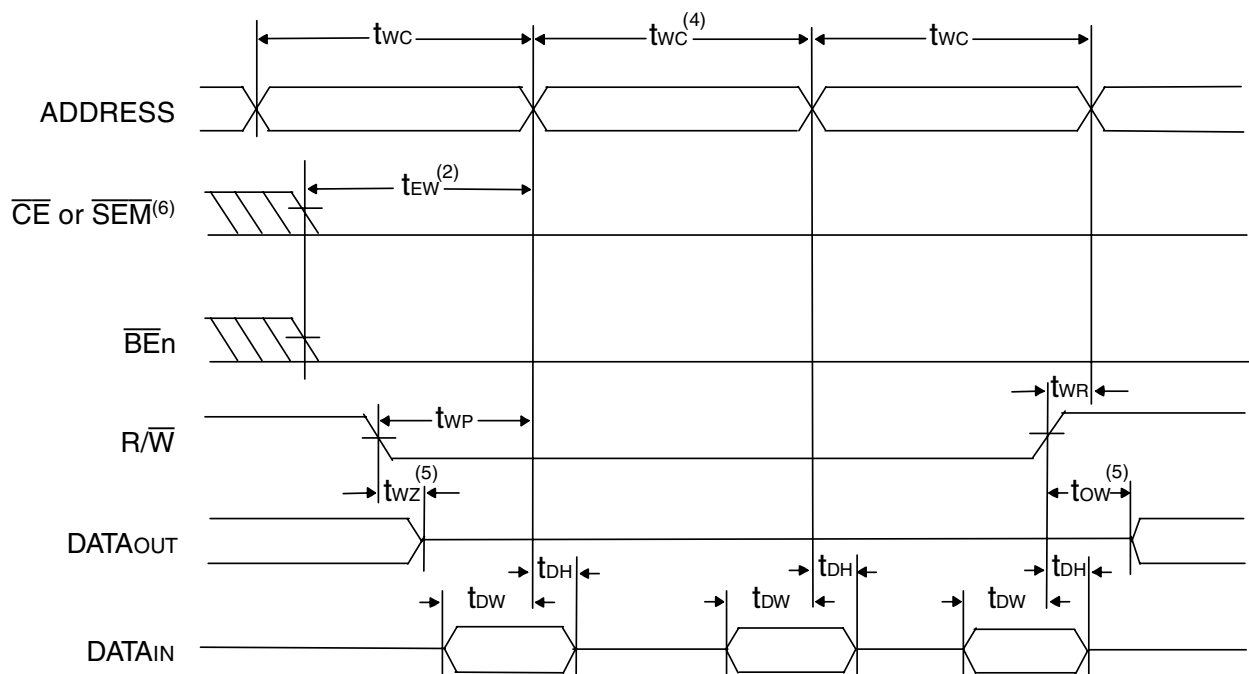 tWC tWC(4) tWC
ADDRESS
tEW(2)
CE or SEM(6)
BEn
tWR
tWP
R/W
tWZ(5) tOW(5)
DATAOUT
tDH tDH tDH
tDW tDW tDW
DATAIN